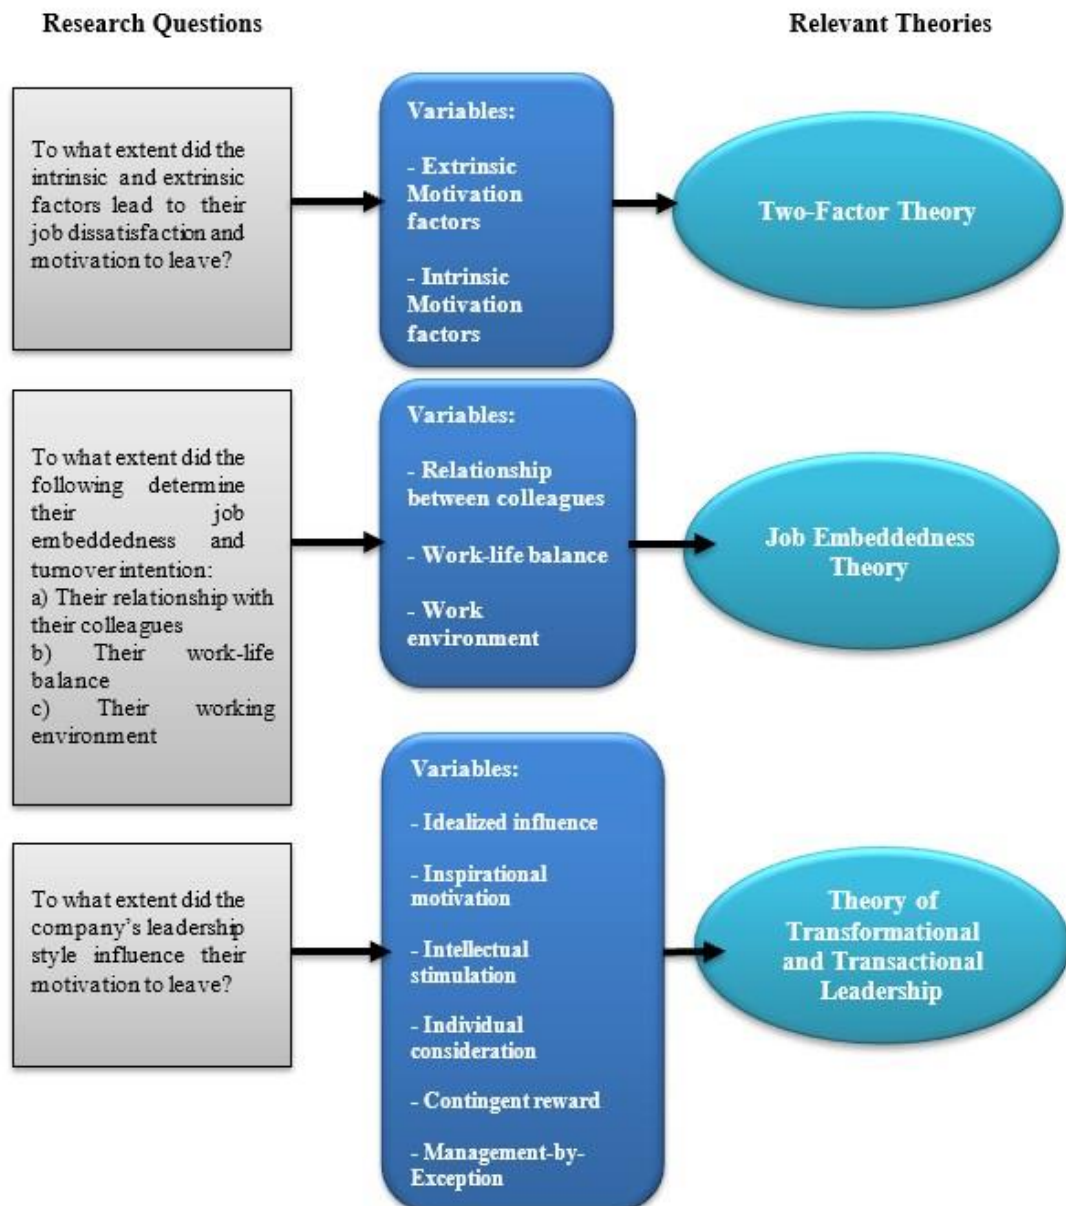 Research Questions
Relevant Theories
To what extent did the
intrinsic and extrinsic
factors lead to their
job dissatisfaction and
motivation to leave?
Variables:
- Extrinsic
Motivation
factors
- Intrinsic
Motivation
factors
Two-Factor Theory
To what extent did the
following determine
their job
embeddedness and
turnover intention:
a) Their relationship with
their colleagues
b) Their work-life
balance
c) Their working
environment
Variables:
- Relationship
between colleagues
- Work-life balance
- Work
environment
Job Embeddedness
Theory
To what extent did the
company's leadership
style influence their
motivation to leave?
Variables:
- Idealized influence
- Inspirational
motivation
- Intellectual
stimulation
- Individual
consideration
- Contingent reward
- Management-by-
Exception
Theory of
Transformational
and Transactional
Leadership